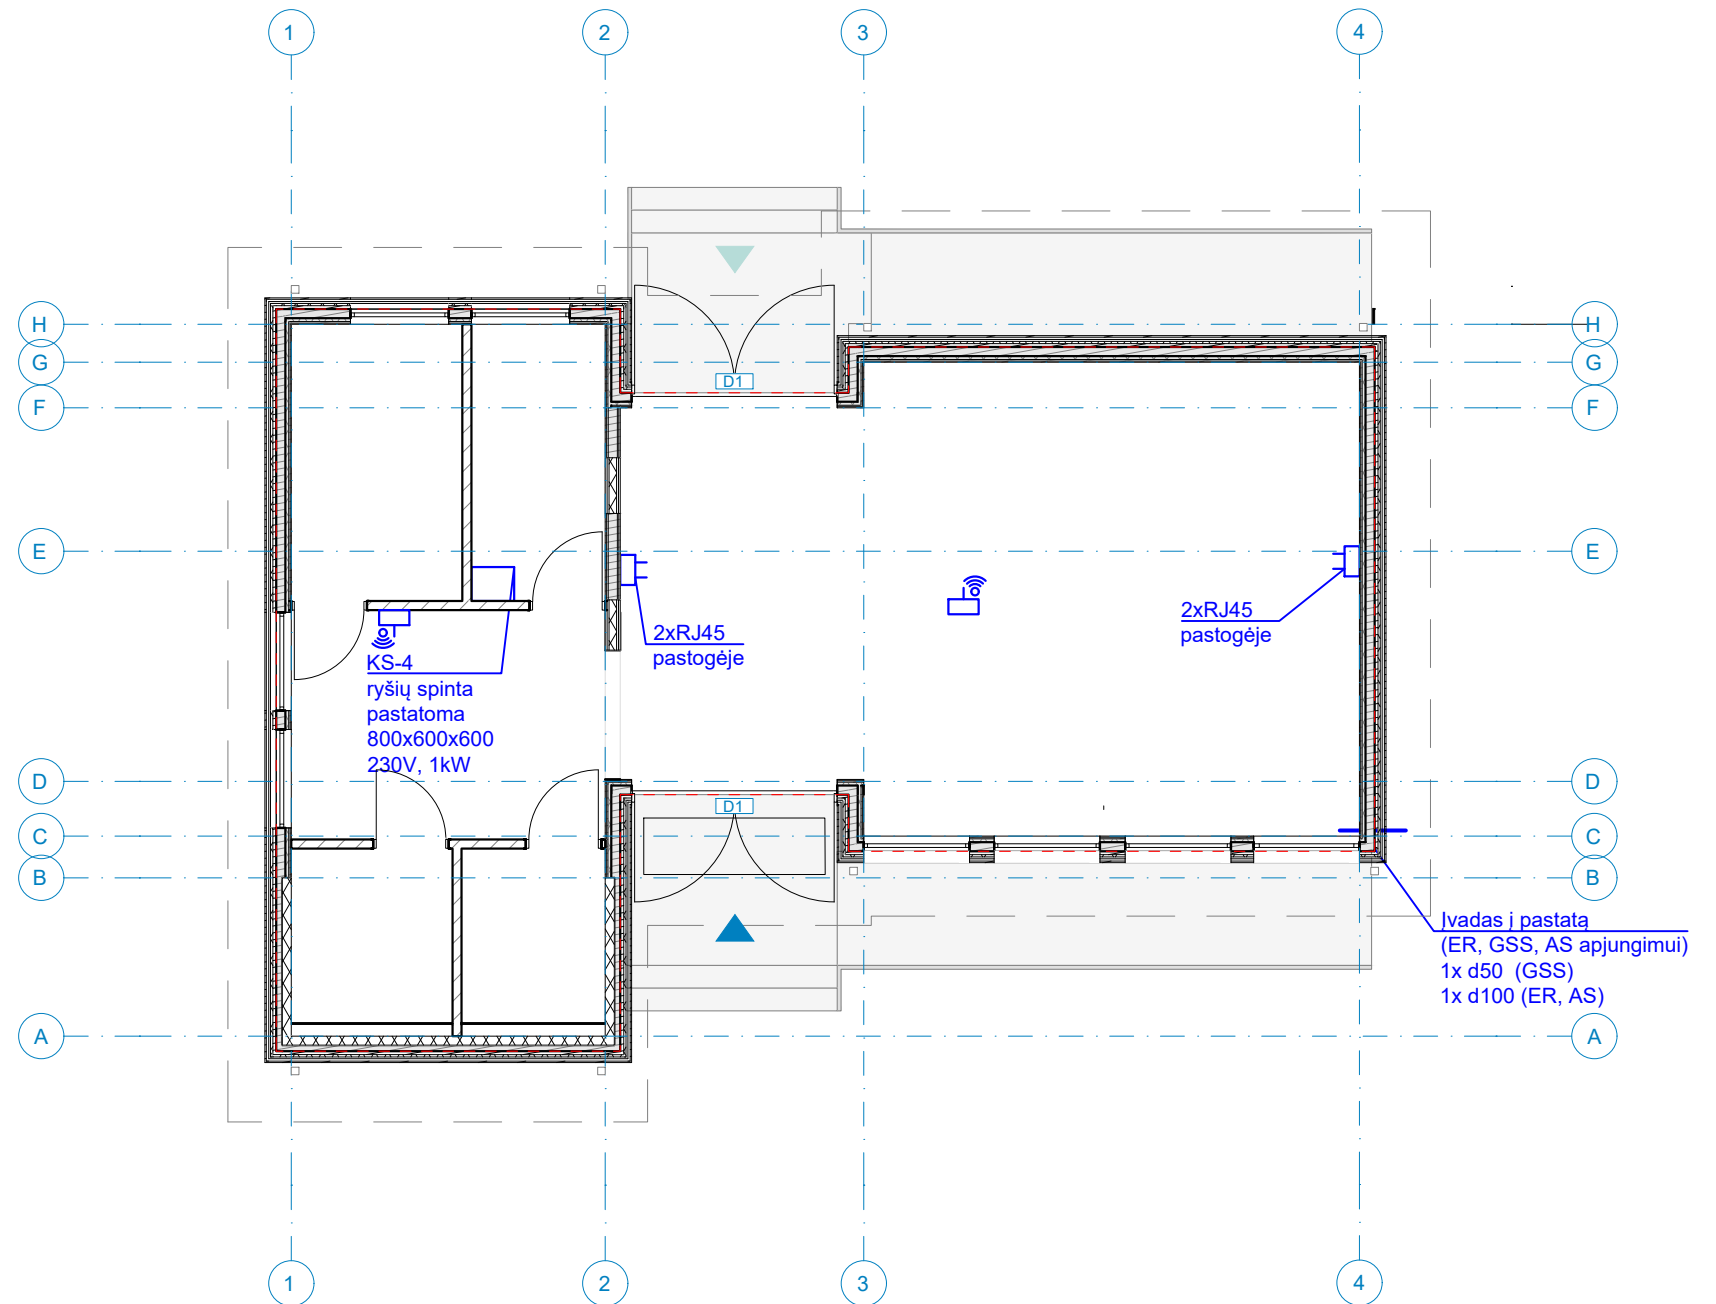 1
2
3
4
H
H
G
G
D1
F
F
E
E
2xRJ45
pastogėje
2xRJ45
pastogėje
KS-4
ryšių spinta
pastatoma
800x600x600
230V, 1kW
D
D
D1
C
C
B
B
Įvadas į pastatą
(ER, GSS, AS apjungimui)
1x d50 (GSS)
1x d100 (ER, AS)
A
A
1
2
3
4